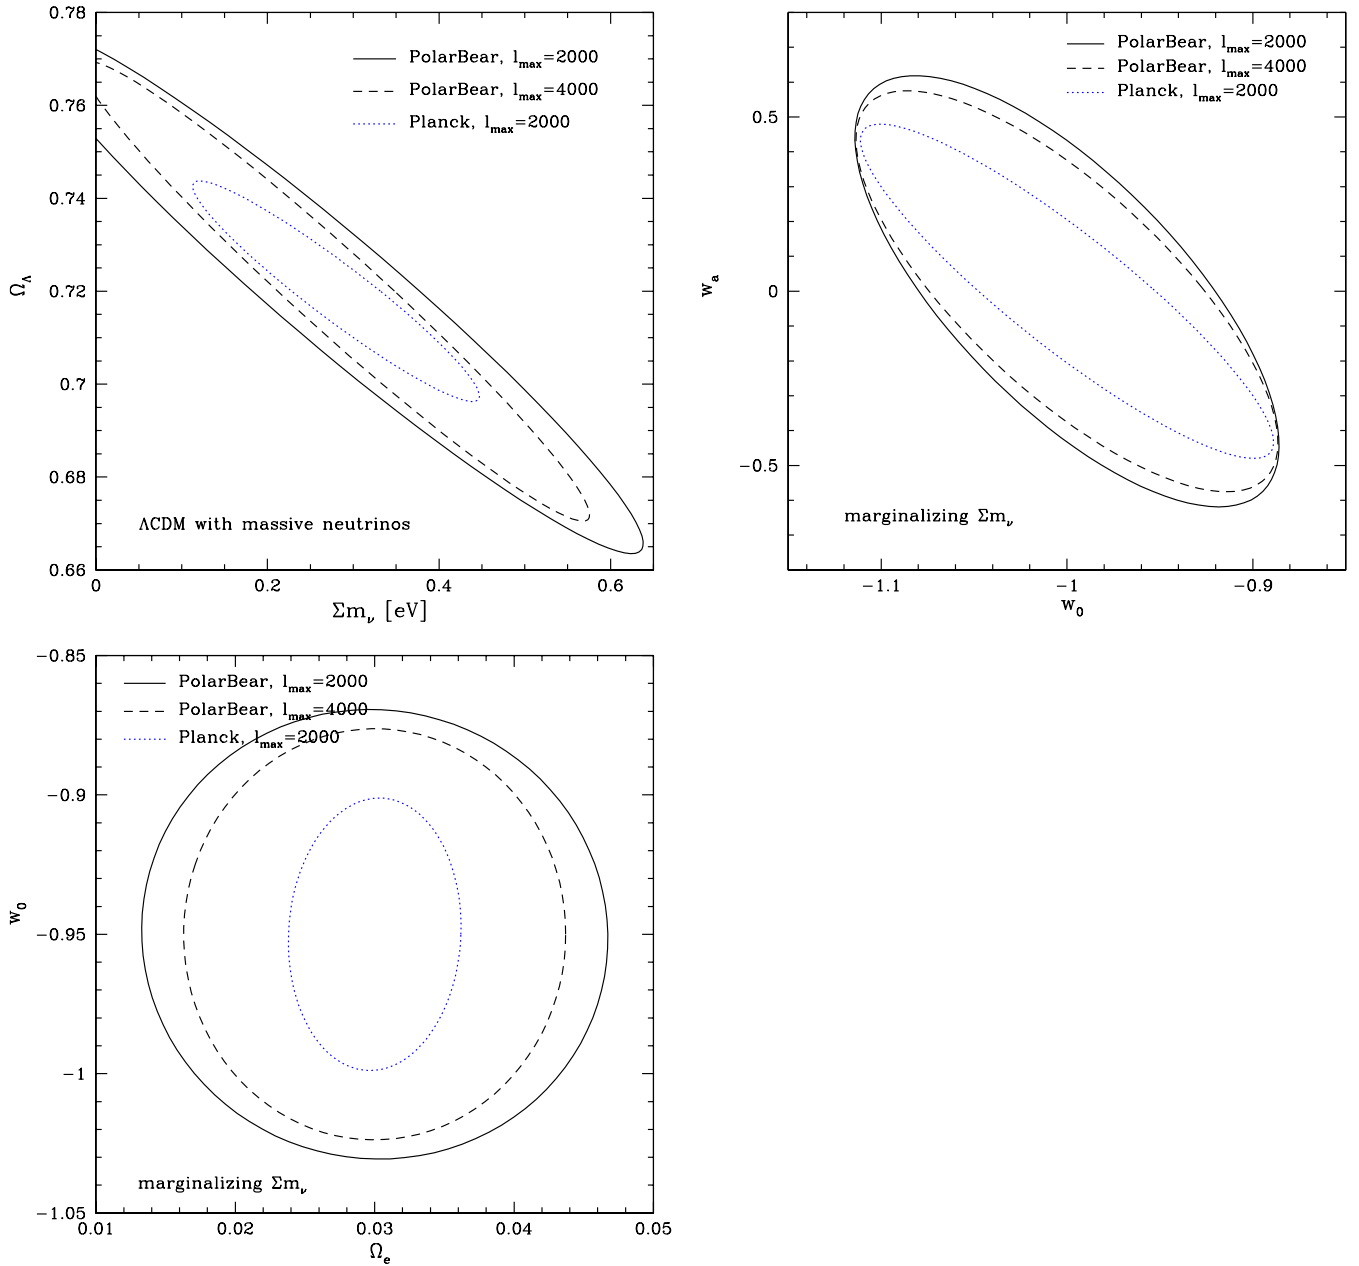 0.78
0.76
0.74
0.72
0.7
0.68
0.66
Ω_Λ
PolarBear, l_max=2000
PolarBear, l_max=4000
Planck, l_max=2000
ΛCDM with massive neutrinos
0 0.2 0.4 0.6
Σm_ν [eV]
0.5
0
−0.5
w_a
PolarBear, l_max=2000
PolarBear, l_max=4000
Planck, l_max=2000
marginalizing Σm_ν
−1.1 −1 −0.9
w_0
−0.85
−0.9
−0.95
−1
−1.05
w_0
PolarBear, l_max=2000
PolarBear, l_max=4000
Planck, l_max=2000
marginalizing Σm_ν
0.01 0.02 0.03 0.04 0.05
Ω_e